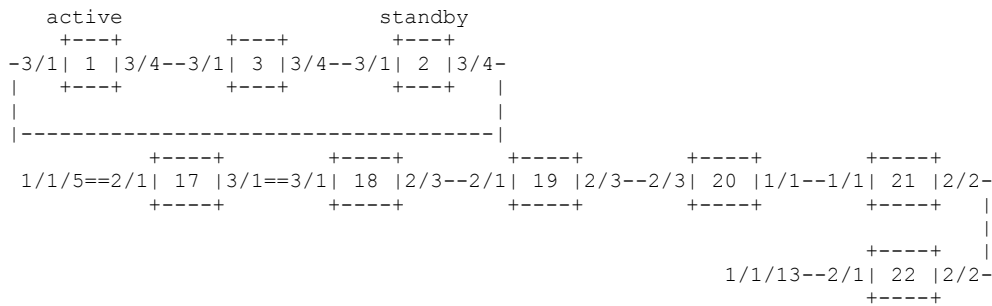 active                  standby
     +---+       +---+       +---+
 -3/1| 1 |3/4--3/1| 3 |3/4--3/1| 2 |3/4-
 |   +---+       +---+       +---+    |
 |                                    |
 |-------------------------------------|
           +----+        +----+        +----+        +----+        +----+
 1/1/5==2/1| 17 |3/1==3/1| 18 |2/3--2/1| 19 |2/3--2/3| 20 |1/1--1/1| 21 |2/2-
           +----+        +----+        +----+        +----+        +----+   |
                                                                            |
                                                                   +----+   |
                                                        1/1/13--2/1| 22 |2/2-
                                                                   +----+